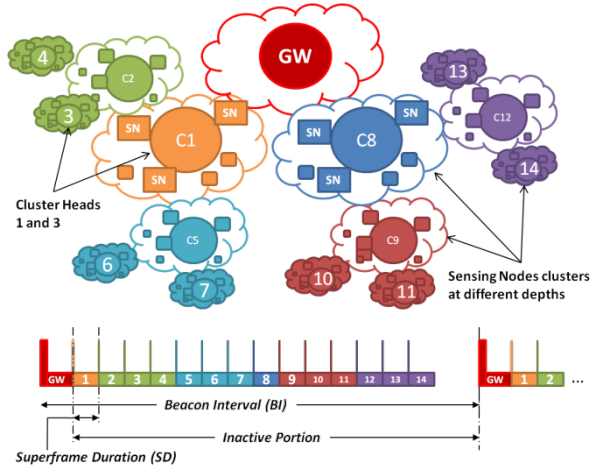 GW
4
C2
3
13
C12
14
SN
SN
C1
SN
SN
C8
SN
Cluster Heads
1 and 3
C5
6
7
C9
10
11
Sensing Nodes clusters
at different depths
GW 1 2 3 4 5 6 7 8 9 10 11 12 13 14 GW 1 2 ...
Beacon Interval (BI)
Inactive Portion
Superframe Duration (SD)